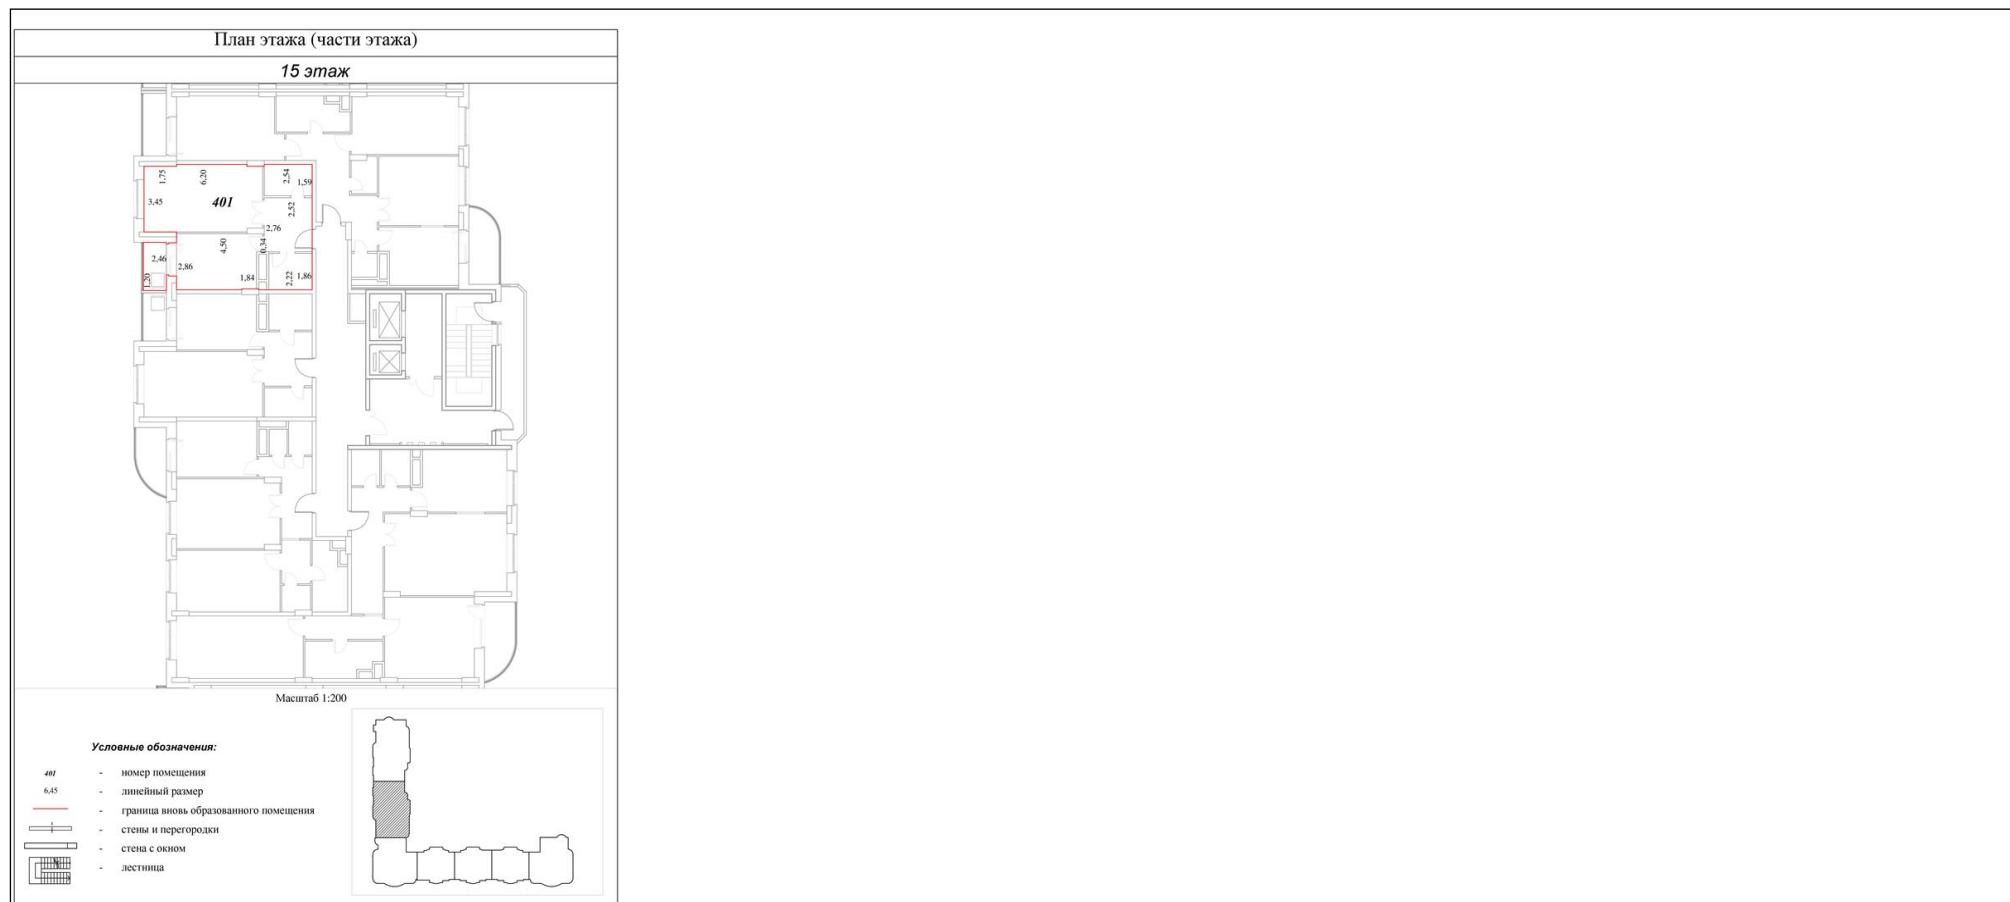 План этажа (части этажа)
15 этаж
1,75
6,20
2,54
1,59
3,45
401
2,52
2,76
4,50
0,34
2,46
2,86
1,84
2,22
1,86
1,20
Масштаб 1:200
Условные обозначения:
401 - номер помещения
6,45 - линейный размер
- граница вновь образованного помещения
- стены и перегородки
- стена с окном
- лестница